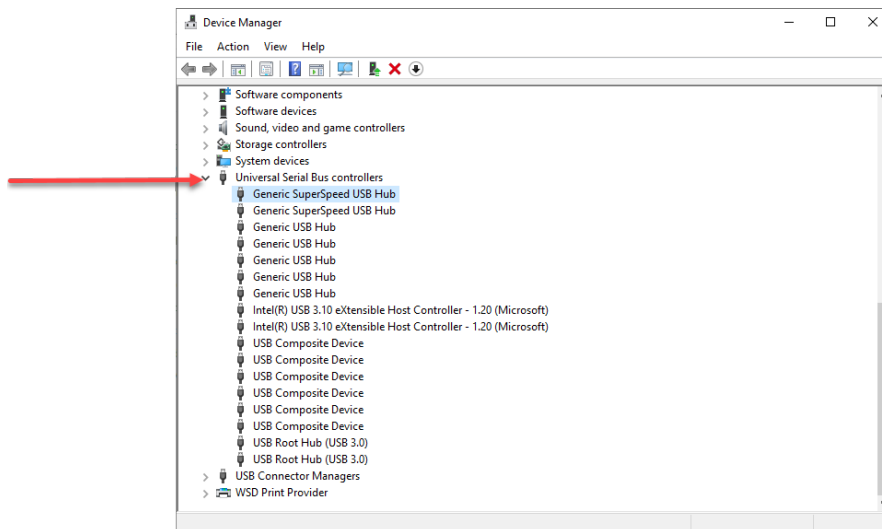 Device Manager
File Action View Help
Software components
Software devices
Sound, video and game controllers
Storage controllers
System devices
Universal Serial Bus controllers
Generic SuperSpeed USB Hub
Generic SuperSpeed USB Hub
Generic USB Hub
Generic USB Hub
Generic USB Hub
Generic USB Hub
Generic USB Hub
Intel(R) USB 3.10 eXtensible Host Controller - 1.20 (Microsoft)
Intel(R) USB 3.10 eXtensible Host Controller - 1.20 (Microsoft)
USB Composite Device
USB Composite Device
USB Composite Device
USB Composite Device
USB Composite Device
USB Composite Device
USB Root Hub (USB 3.0)
USB Root Hub (USB 3.0)
USB Connector Managers
WSD Print Provider